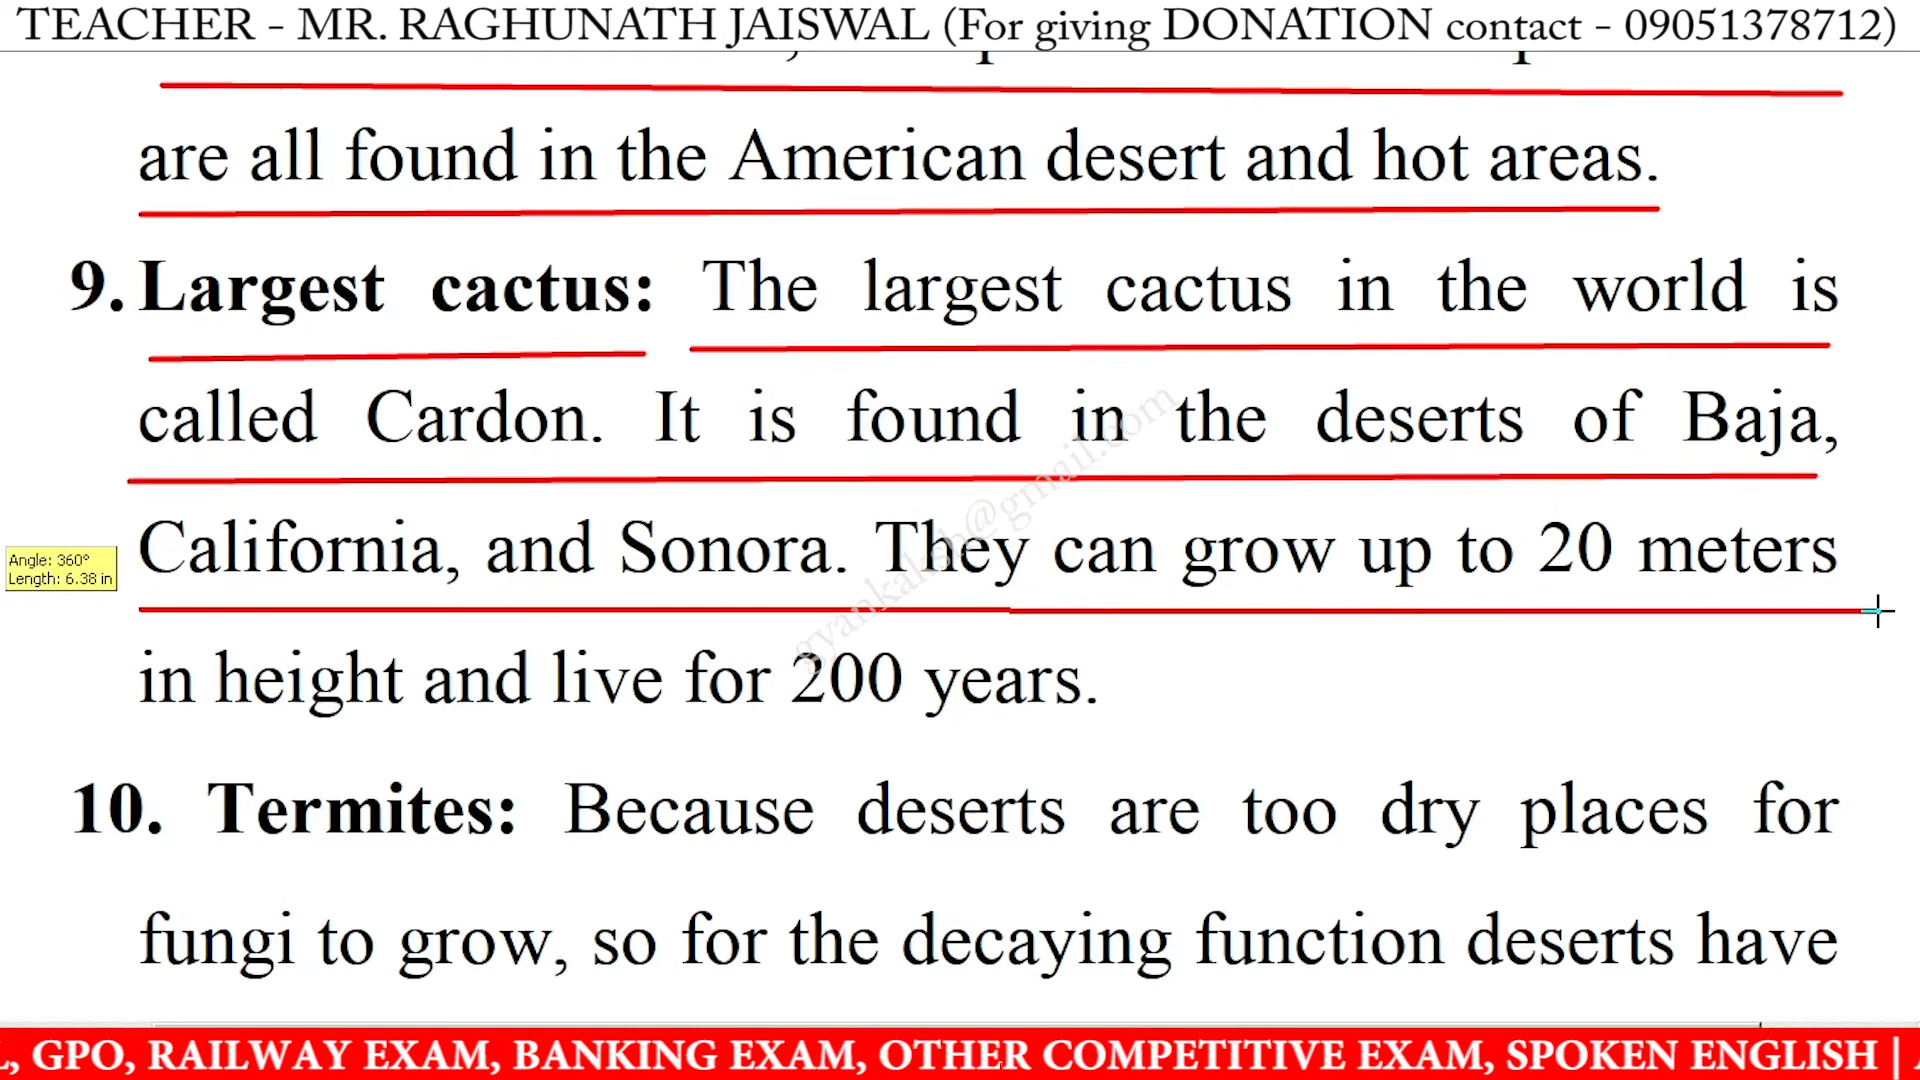 TEACHER - MR. RAGHUNATH JAISWAL (For giving DONATION contact - 09051378712)
are all found in the American desert and hot areas.
9. Largest cactus: The largest cactus in the world is
called Cardon. It is found in the deserts of Baja,
California, and Sonora. They can grow up to 20 meters
Angle: 360°
Length: 6.38 in
in height and live for 200 years.
gyankaksh@gmail.com
10. Termites: Because deserts are too dry places for
fungi to grow, so for the decaying function deserts have
GPO, RAILWAY EXAM, BANKING EXAM, OTHER COMPETITIVE EXAM, SPOKEN ENGLISH |